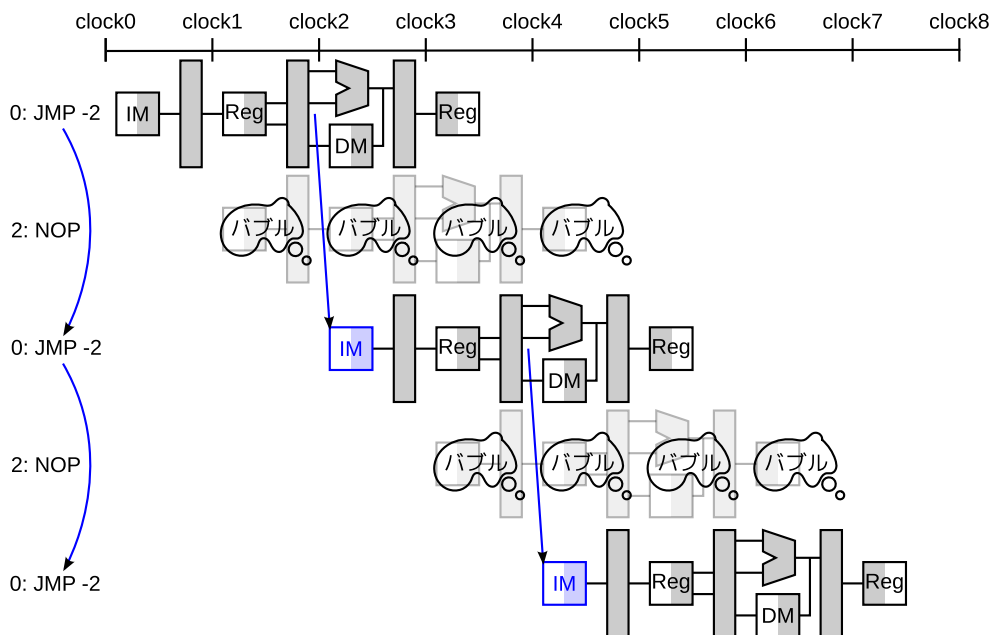 clock0 clock1 clock2 clock3 clock4 clock5 clock6 clock7 clock8
0: JMP -2 IM Reg DM Reg
2: NOP バブル バブル バブル バブル
0: JMP -2 IM Reg DM Reg
2: NOP バブル バブル バブル バブル
0: JMP -2 IM Reg DM Reg